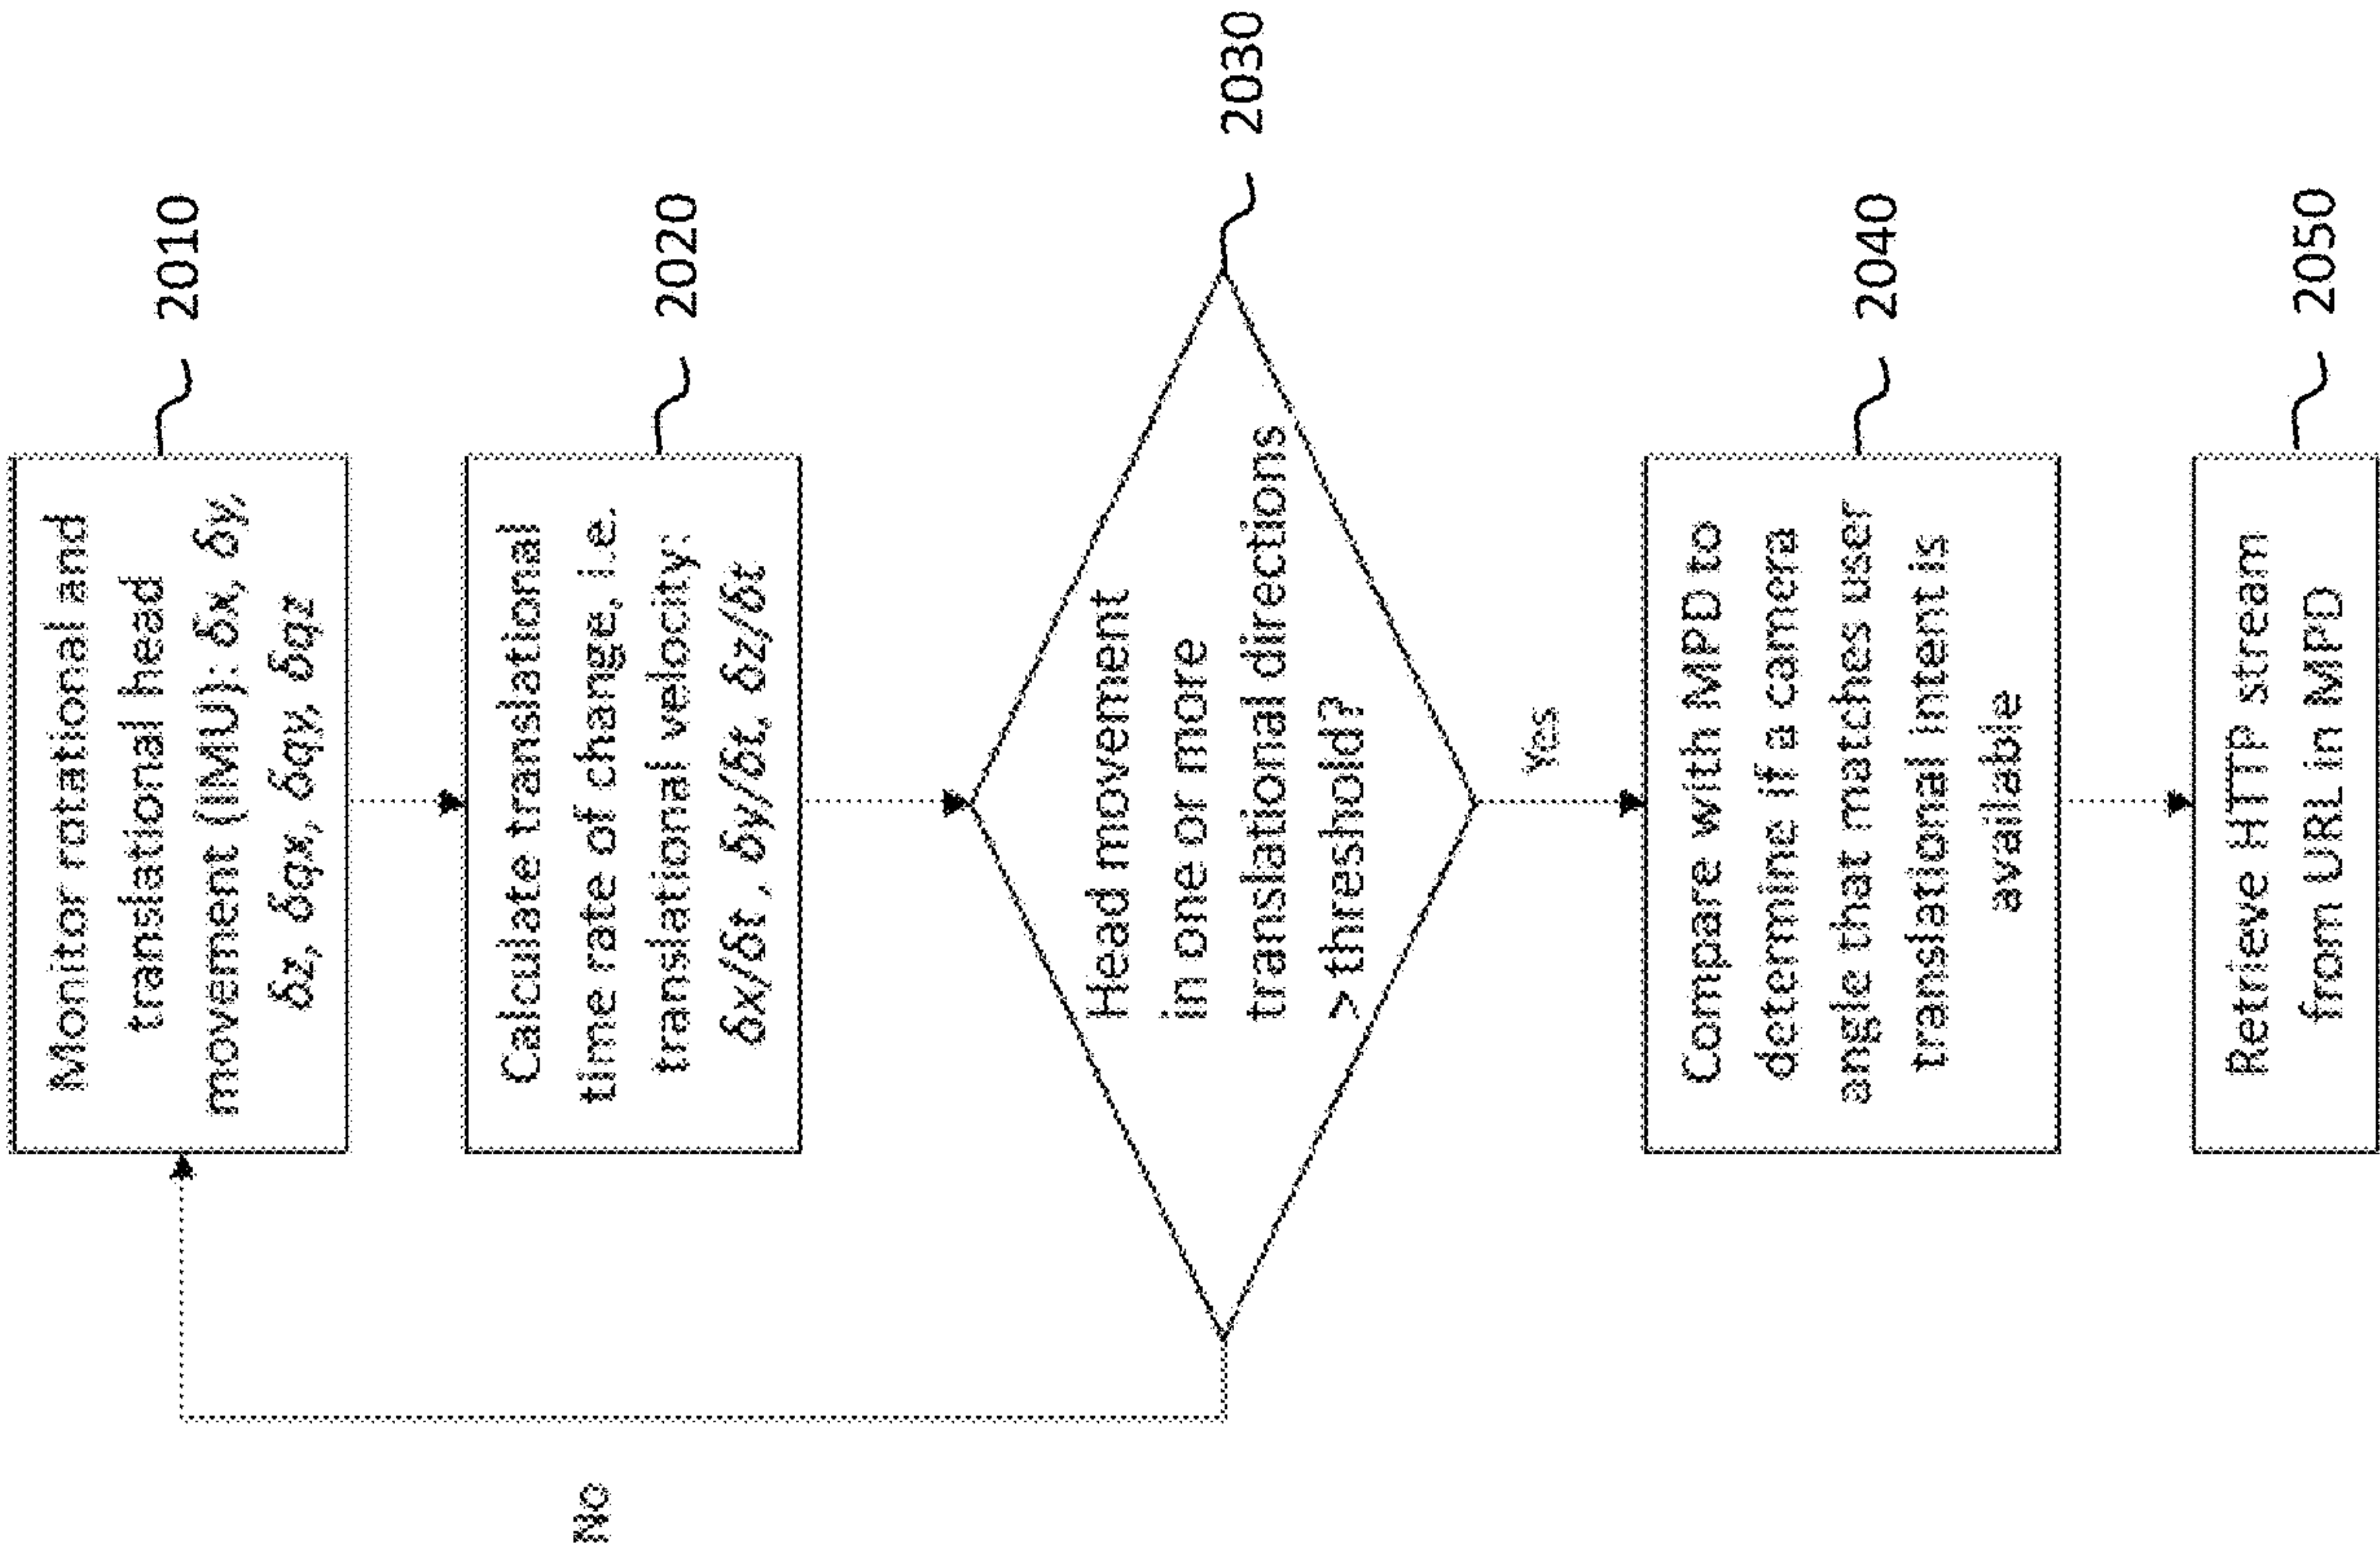 Monitor rotational and
translational head
movement (IMU): δx, δy,
δz, δqx, δqy, δqz
2010
Calculate translational
time rate of change, i.e.
translational velocity:
δx/δt , δy/δt, δz/δt
2020
Head movement
in one or more
translational directions
> threshold?
2030
No
Yes
Compare with MPD to
determine if a camera
angle that matches user
translational intent is
available
2040
Retrieve HTTP stream
from URL in MPD
2050